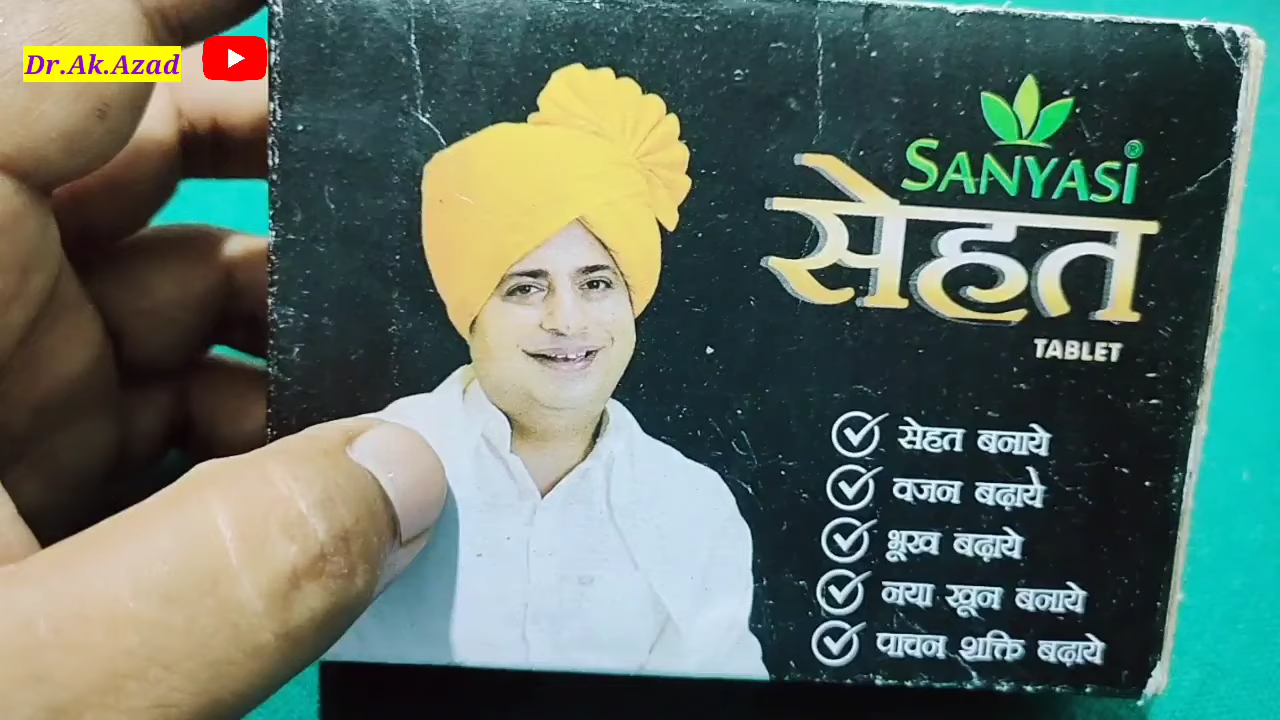 Dr.Ak.Azad
SANYASI®
सेहत
TABLET
सेहत बनाये
वजन बढ़ाये
भूख बढ़ाये
नया खून बनाये
पाचन शक्ति बढ़ाये